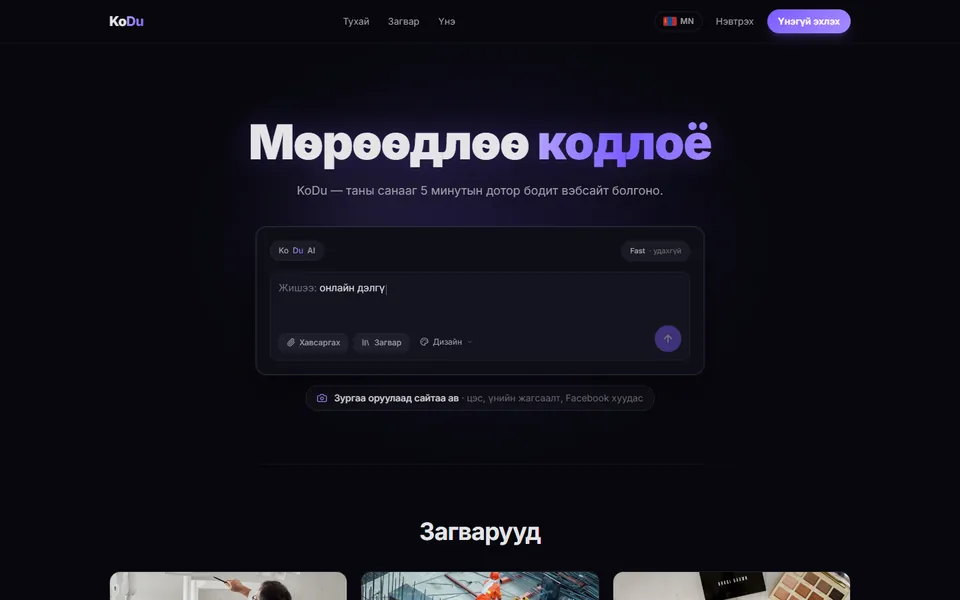 KoDu
Тухай
Загвар
Үнэ
MN
Нэвтрэх
Үнэгүй эхлэх
Мөрөөдлөө кодлоё
KoDu — таны санааг 5 минутын дотор бодит вэбсайт болгоно.
Ko Du AI
Fast · удахгүй
Жишээ: онлайн дэлгү
Хавсаргах
Загвар
Дизайн
Зургаа оруулаад сайтаа ав · цэс, үнийн жагсаалт, Facebook хуудас
Загварууд